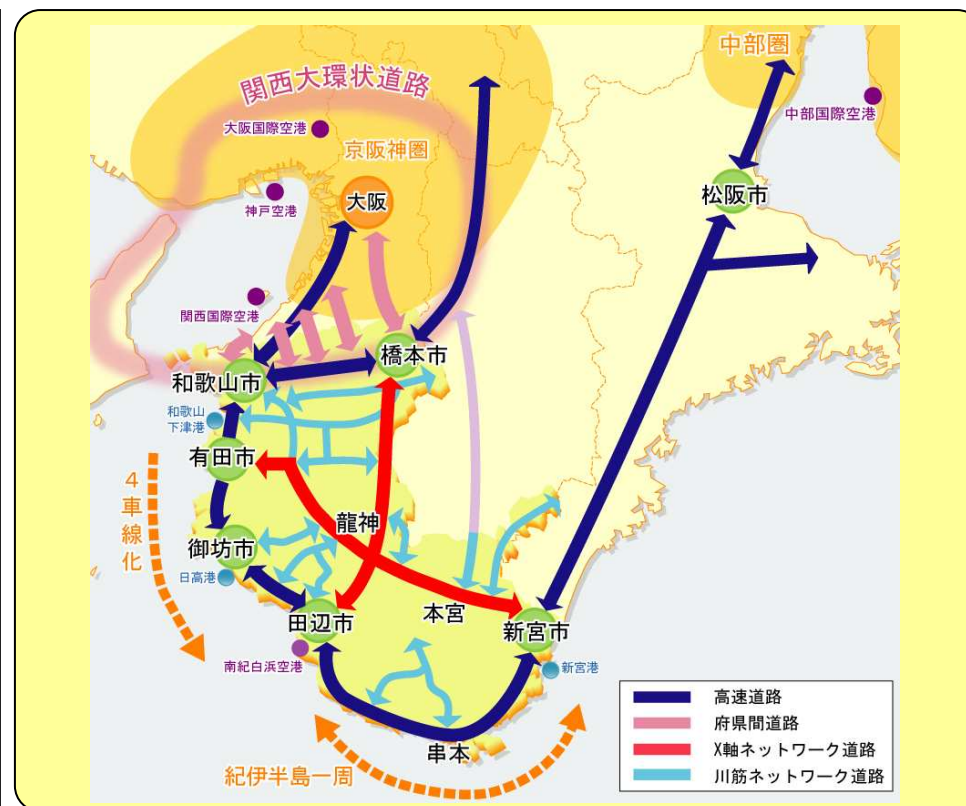 中部圏
関西大環状道路
中部国際空港
大阪国際空港
京阪神圏
松阪市
大阪
神戸空港
関西国際空港
橋本市
和歌山市
和歌山
下津港
有田市
4車線化
龍神
御坊市
日高港
本宮
田辺市
新宮市
南紀白浜空港
新宮港
串本
紀伊半島一周
高速道路
府県間道路
X軸ネットワーク道路
川筋ネットワーク道路